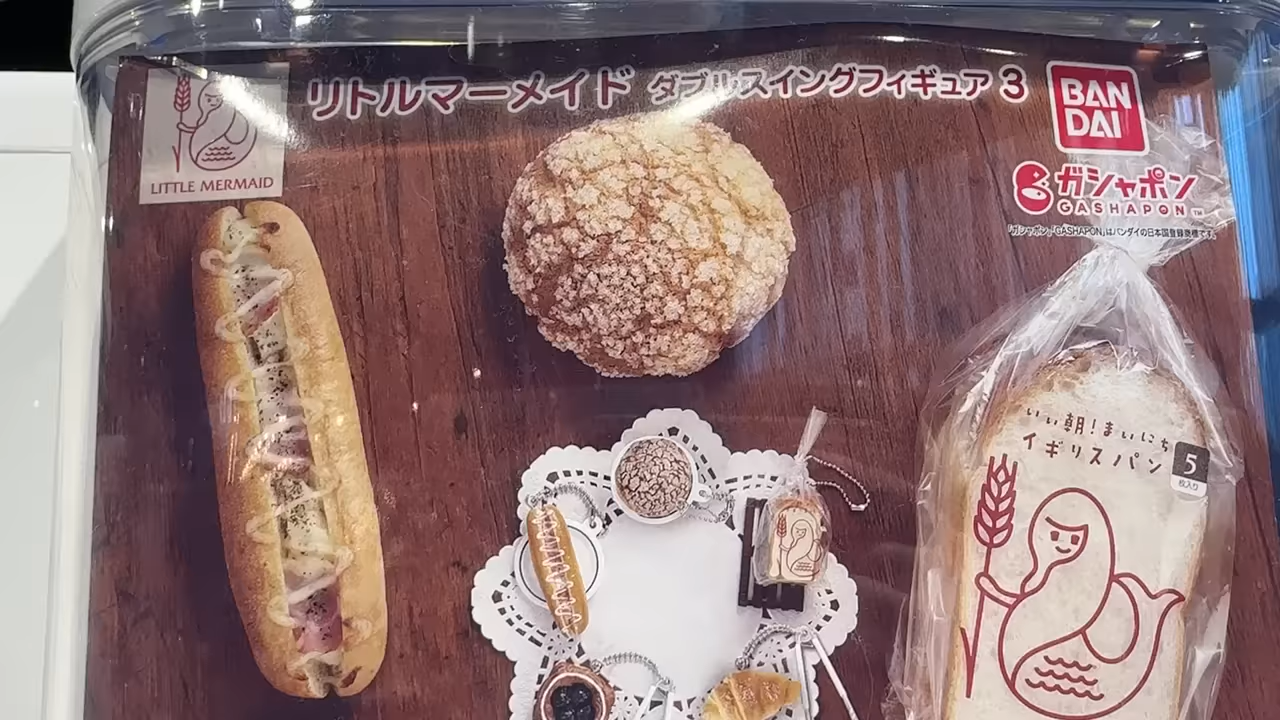 LITTLE MERMAID
リトルマーメイド ダブルスイングフィギュア 3
BAN
DAI
ガシャポン
GASHAPON TM
「ガシャポン」「GASHAPON」はバンダイの日本国登録商標です。
いい朝!まいにち
イギリスパン
5
枚入り